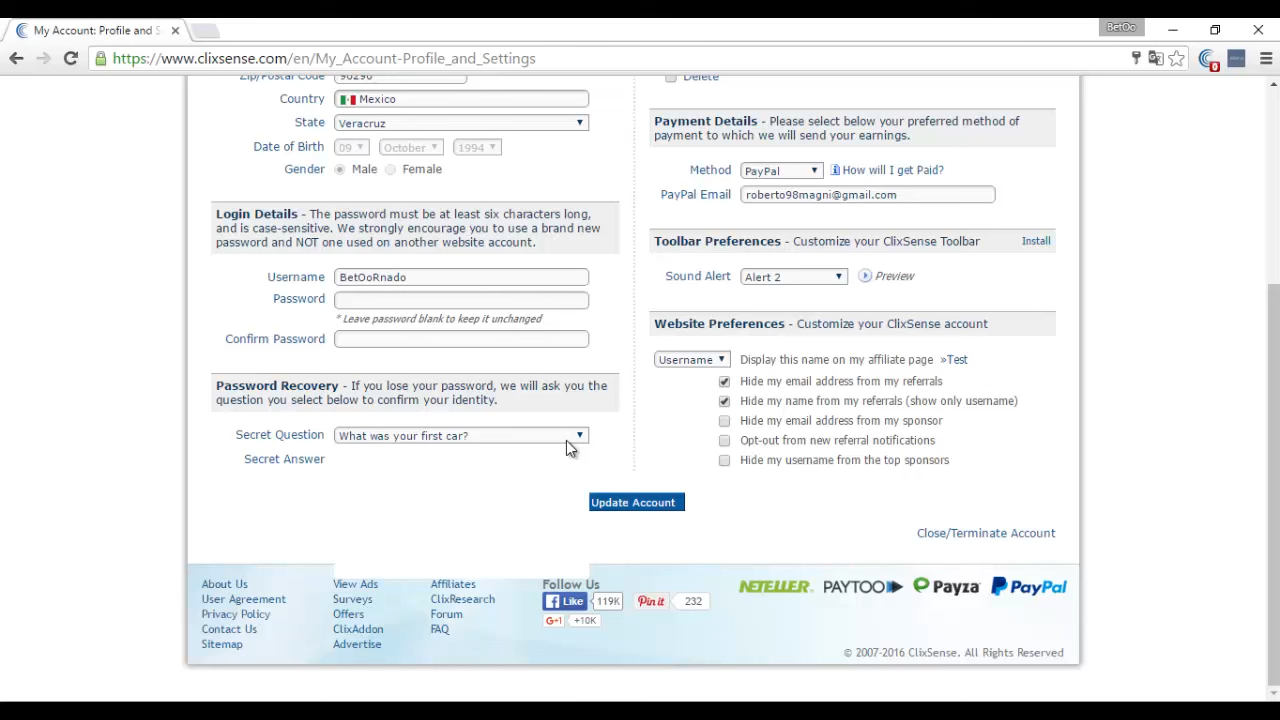 My Account: Profile and S
BetOo
https://www.clixsense.com/en/My_Account-Profile_and_Settings
0
Zip/Postal Code
Delete
Country Mexico
State Veracruz
Date of Birth 09 October 1994
Gender Male Female
Login Details - The password must be at least six characters long,
and is case-sensitive. We strongly encourage you to use a brand new
password and NOT one used on another website account.
Username BetOoRnado
Password
* Leave password blank to keep it unchanged
Confirm Password
Password Recovery - If you lose your password, we will ask you the
question you select below to confirm your identity.
Secret Question What was your first car?
Secret Answer
Payment Details - Please select below your preferred method of
payment to which we will send your earnings.
Method PayPal How will I get Paid?
PayPal Email roberto98magni@gmail.com
Toolbar Preferences - Customize your ClixSense Toolbar Install
Sound Alert Alert 2 Preview
Website Preferences - Customize your ClixSense account
Username Display this name on my affiliate page »Test
Hide my email address from my referrals
Hide my name from my referrals (show only username)
Hide my email address from my sponsor
Opt-out from new referral notifications
Hide my username from the top sponsors
Update Account
Close/Terminate Account
About Us
User Agreement
Privacy Policy
Contact Us
Sitemap
View Ads
Surveys
Offers
ClixAddon
Advertise
Affiliates
ClixResearch
Forum
FAQ
Follow Us
Like 119K
Pin it 232
G+1 +10K
NETELLER PAYTOO Payza PayPal
© 2007-2016 ClixSense. All Rights Reserved